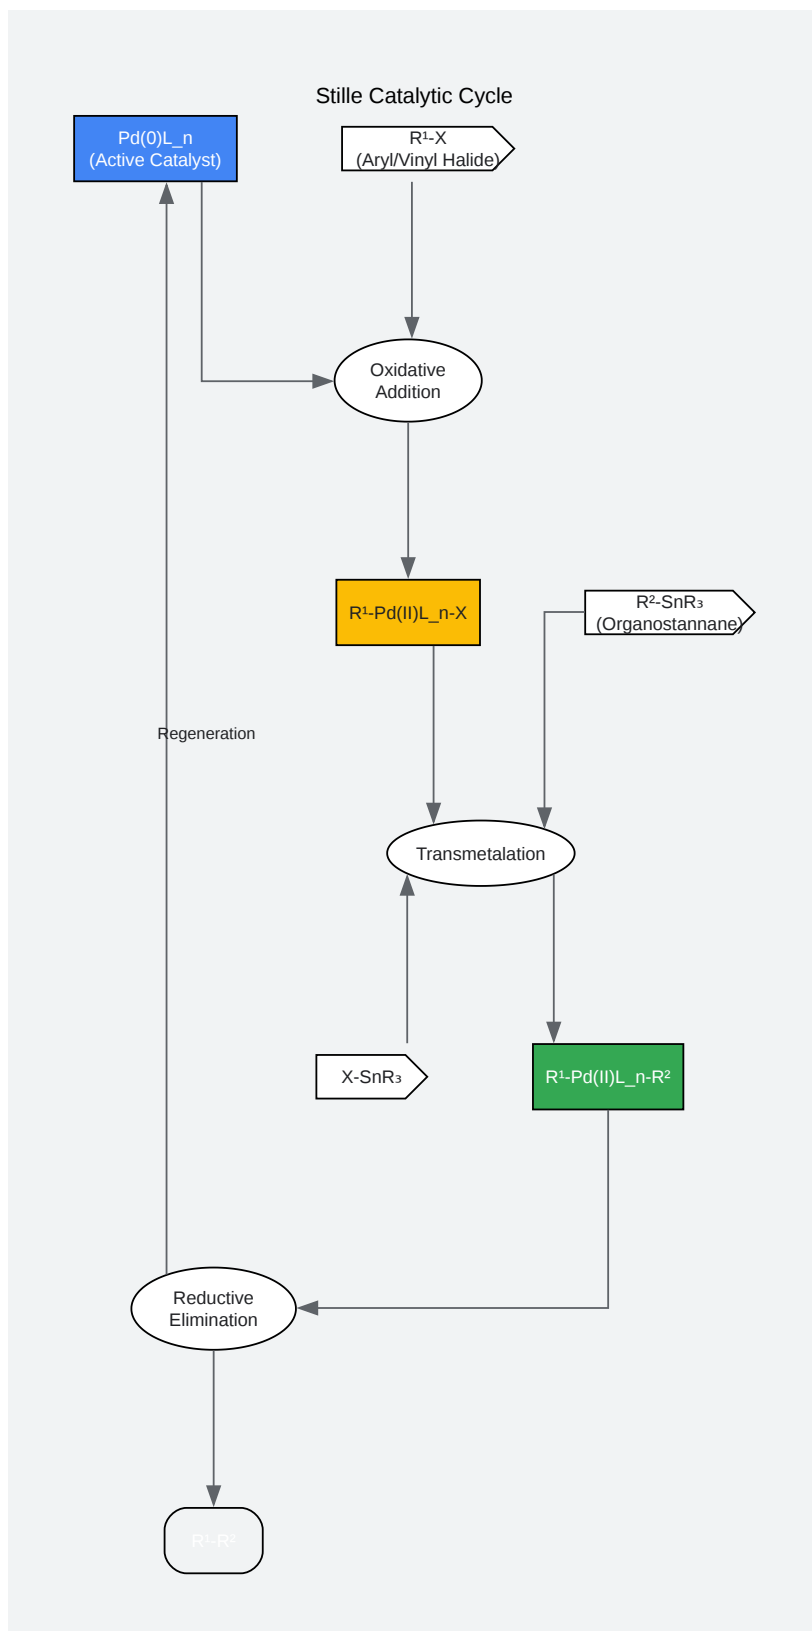 Stille Catalytic Cycle
Pd(0)L_n
(Active Catalyst)
R¹-X
(Aryl/Vinyl Halide)
Oxidative
Addition
R¹-Pd(II)L_n-X
R²-SnR₃
(Organostannane)
Regeneration
Transmetalation
X-SnR₃
R¹-Pd(II)L_n-R²
Reductive
Elimination
R¹-R²